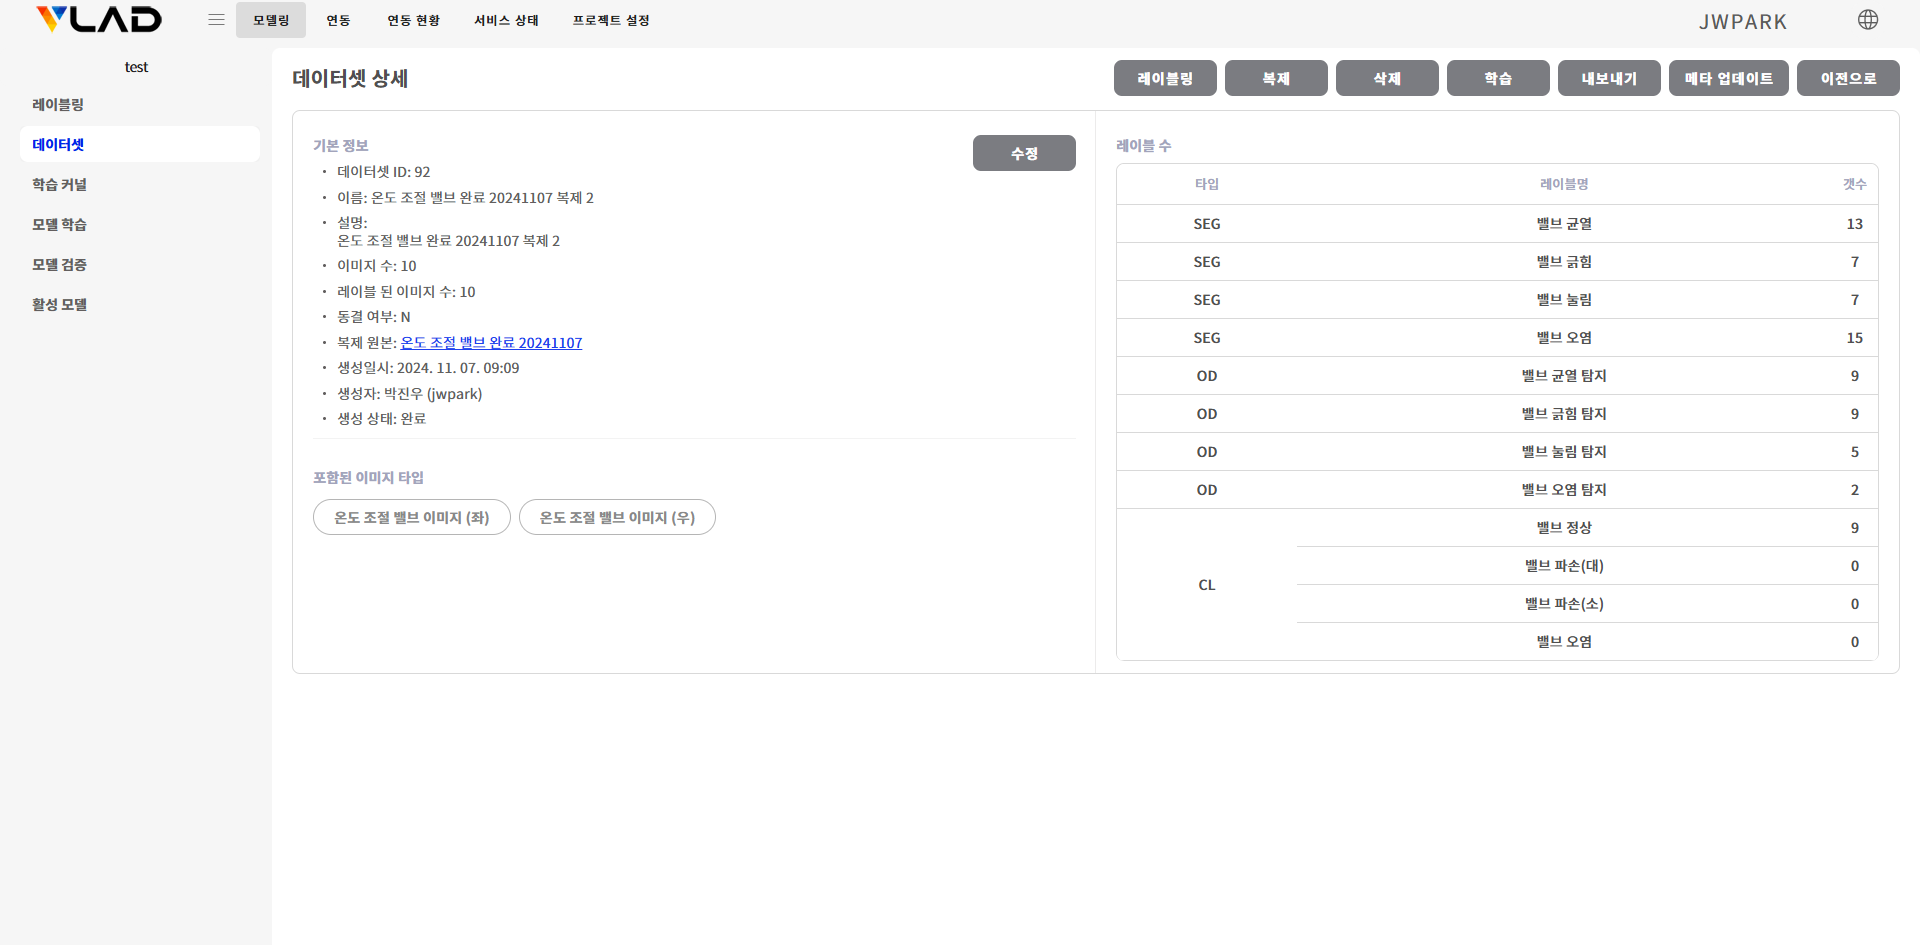 VLAD
모델링 연동 연동 현황 서비스 상태 프로젝트 설정
JWPARK
test
레이블링
데이터셋
학습 커널
모델 학습
모델 검증
활성 모델
데이터셋 상세
레이블링 복제 삭제 학습 내보내기 메타 업데이트 이전으로
기본 정보
수정
• 데이터셋 ID: 92
• 이름: 온도 조절 밸브 완료 20241107 복제 2
• 설명:
온도 조절 밸브 완료 20241107 복제 2
• 이미지 수: 10
• 레이블 된 이미지 수: 10
• 동결 여부: N
• 복제 원본: 온도 조절 밸브 완료 20241107
• 생성일시: 2024. 11. 07. 09:09
• 생성자: 박진우 (jwpark)
• 생성 상태: 완료
포함된 이미지 타입
온도 조절 밸브 이미지 (좌) 온도 조절 밸브 이미지 (우)
레이블 수
타입 레이블명 갯수
SEG 밸브 균열 13
SEG 밸브 긁힘 7
SEG 밸브 눌림 7
SEG 밸브 오염 15
OD 밸브 균열 탐지 9
OD 밸브 긁힘 탐지 9
OD 밸브 눌림 탐지 5
OD 밸브 오염 탐지 2
CL
밸브 정상 9
밸브 파손(대) 0
밸브 파손(소) 0
밸브 오염 0